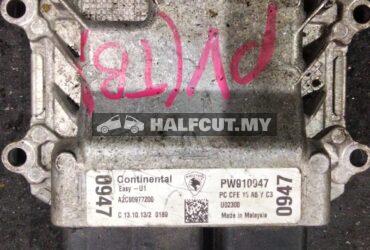 PV(TB)
HALFCUT.MY
0947
Continental
Easy - U1
A2C90977200
C 13.10.13/2 0189
PW810947
PC CFE
AB Y C3
U02300
Made in Malaysia
0947